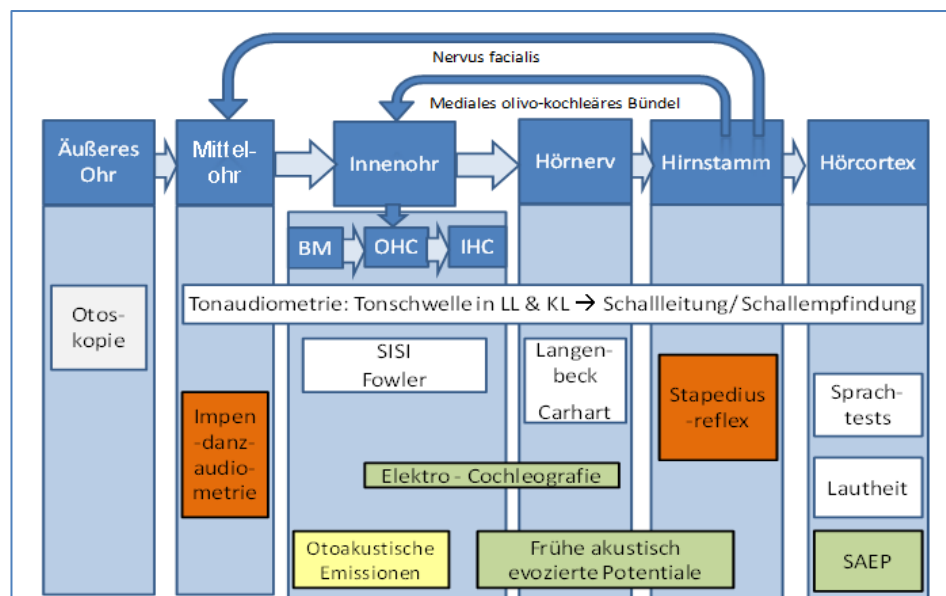 Nervus facialis
Mediales olivo-kochleäres Bündel
Äußeres
Ohr
Mittel-
ohr
Innenohr
Hörnerv
Hirnstamm
Hörcortex
BM
OHC
IHC
Tonaudiometrie: Tonschwelle in LL & KL → Schallleitung/ Schallempfindung
Otos-
kopie
SISI
Fowler
Langen-
beck
Carhart
Stapedius
-reflex
Sprach-
tests
Impen
-danz-
audio-
metrie
Elektro - Cochleografie
Lautheit
Otoakustische
Emissionen
Frühe akustisch
evozierte Potentiale
SAEP